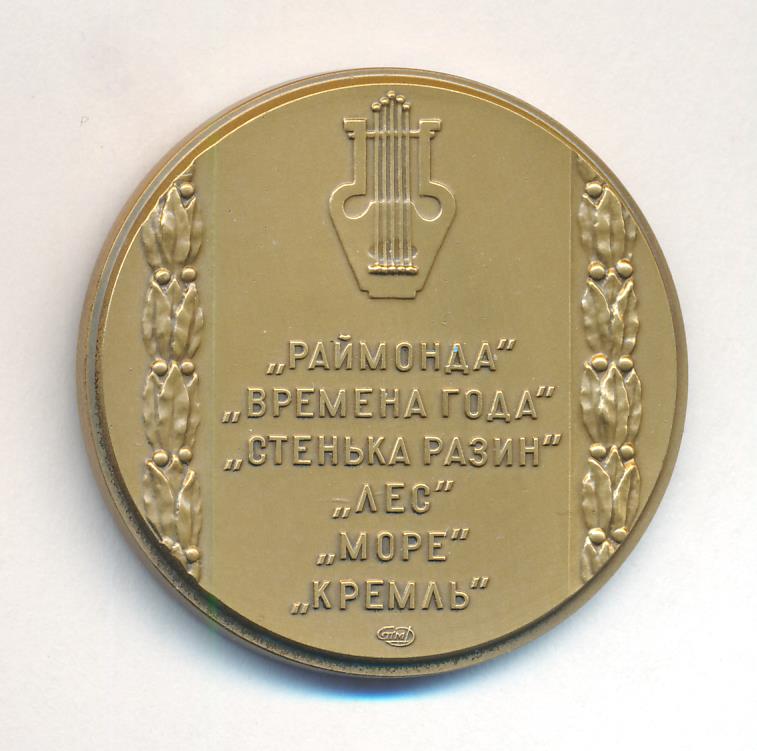 „РАЙМОНДА“
„ВРЕМЕНА ГОДА“
„СТЕНЬКА РАЗИН“
„ЛЕС“
„МОРЕ“
„КРЕМЛЬ“